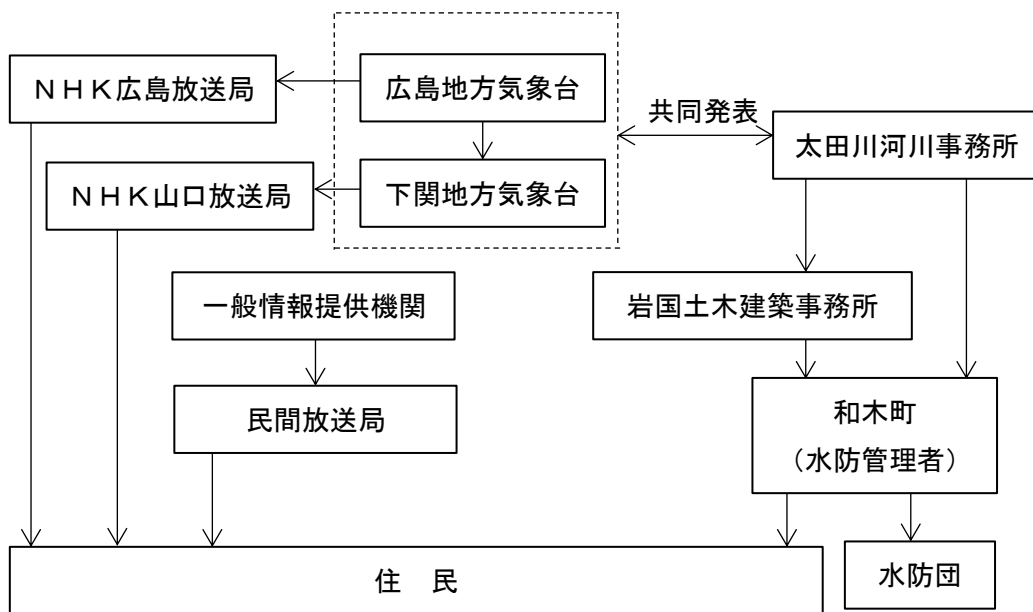 ＮＨＫ広島放送局
広島地方気象台
共同発表
太田川河川事務所
ＮＨＫ山口放送局
下関地方気象台
一般情報提供機関
岩国土木建築事務所
民間放送局
和木町
（水防管理者）
住　民
水防団